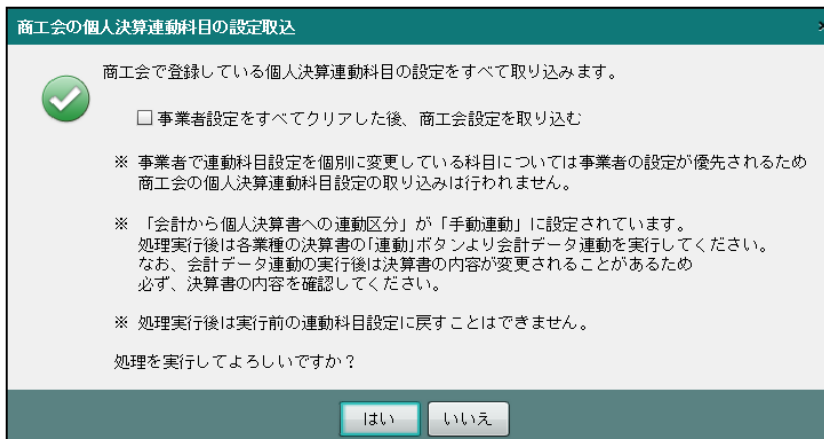 商工会の個人決算連動科目の設定取込
商工会で登録している個人決算連動科目の設定をすべて取り込みます。
事業者設定をすべてクリアした後、商工会設定を取り込む
※ 事業者で連動科目設定を個別に変更している科目については事業者の設定が優先されるため
商工会の個人決算連動科目設定の取り込みは行われません。
※ 「会計から個人決算書への連動区分」が「手動連動」に設定されています。
処理実行後は各業種の決算書の「連動」ボタンより会計データ連動を実行してください。
なお、会計データ連動の実行後は決算書の内容が変更されることがあるため
必ず、決算書の内容を確認してください。
※ 処理実行後は実行前の連動科目設定に戻すことはできません。
処理を実行してよろしいですか？
はい
いいえ